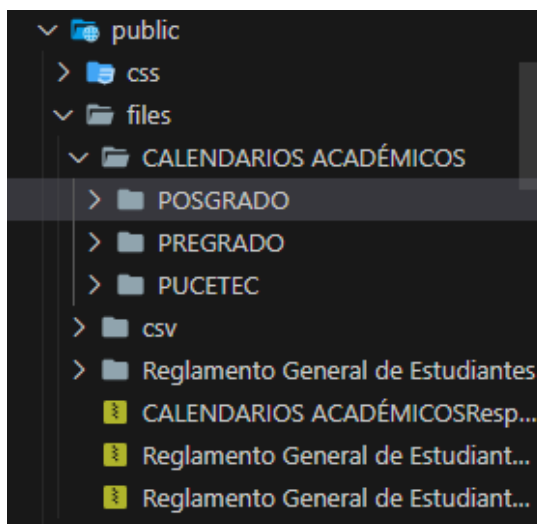 public
css
files
CALENDARIOS ACADÉMICOS
POSGRADO
PREGRADO
PUCETEC
csv
Reglamento General de Estudiantes
CALENDARIOS ACADÉMICOSResp...
Reglamento General de Estudiant...
Reglamento General de Estudiant...